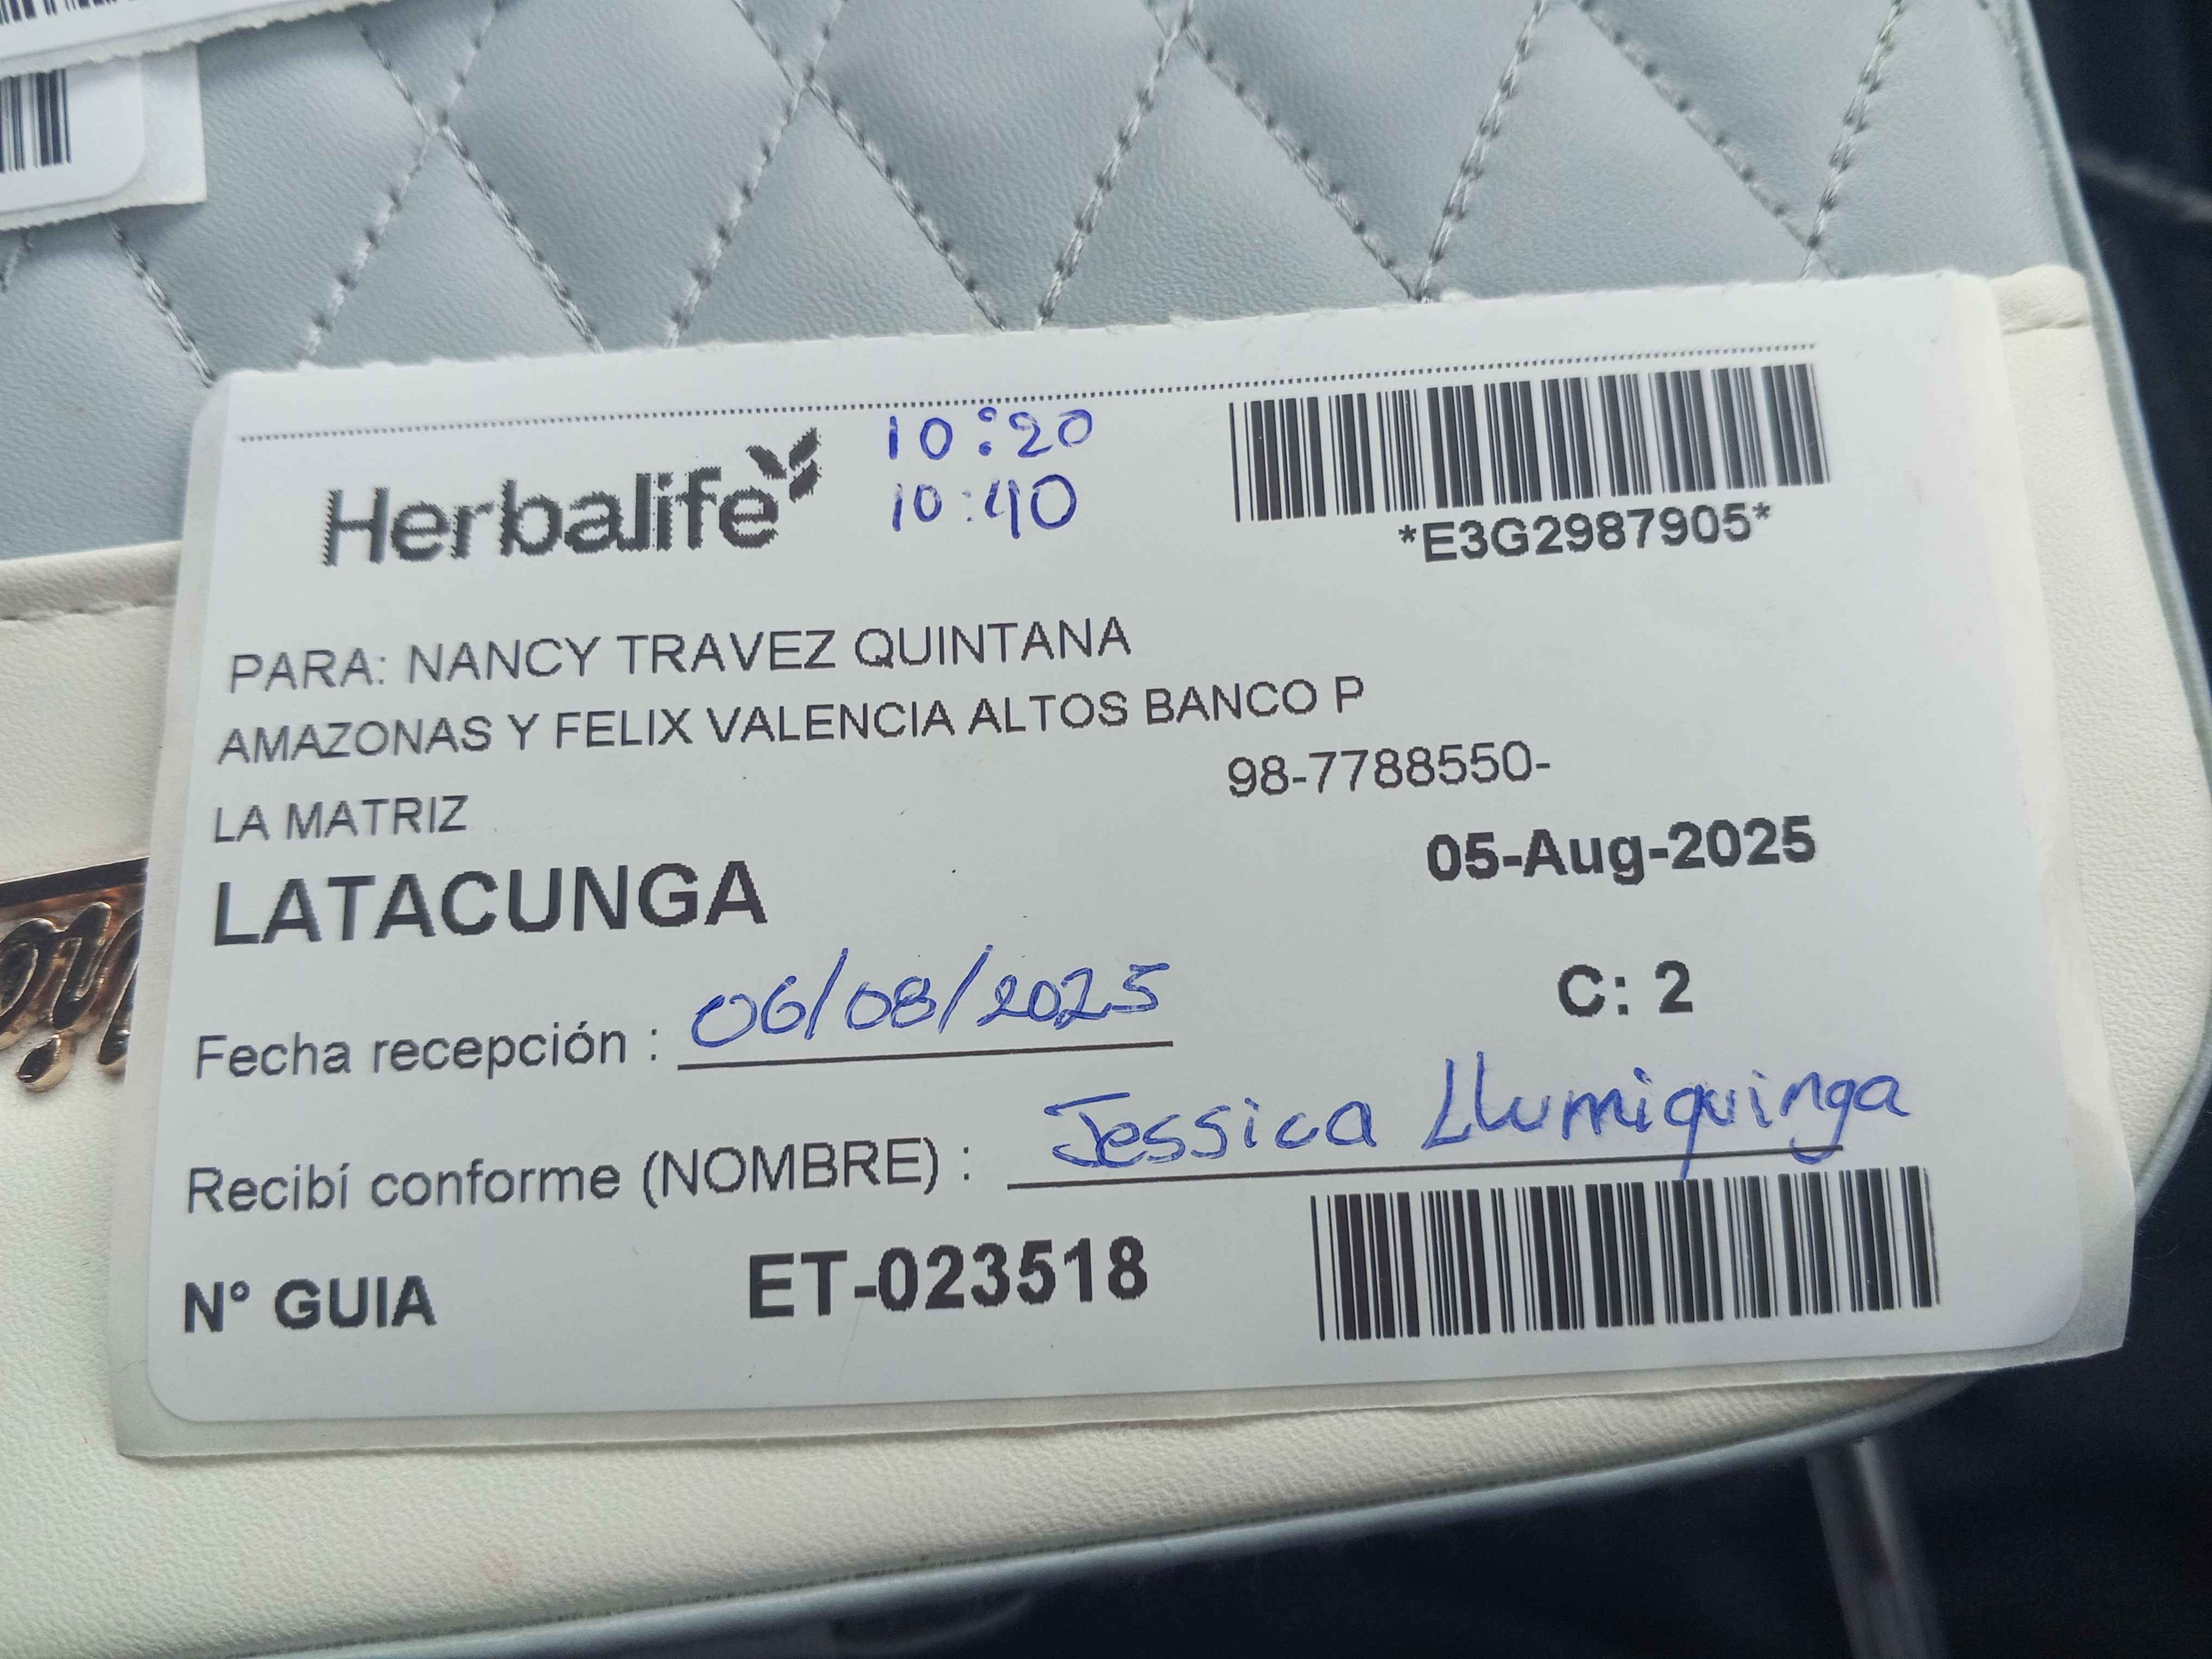 Herbalife
10:20
10:40
*E3G2987905*
PARA: NANCY TRAVEZ QUINTANA
AMAZONAS Y FELIX VALENCIA ALTOS BANCO P
98-7788550-
LA MATRIZ
05-Aug-2025
LATACUNGA
C: 2
Fecha recepción : 06/08/2025
Recibí conforme (NOMBRE) : Jessica Llumiquinga
N° GUIA ET-023518